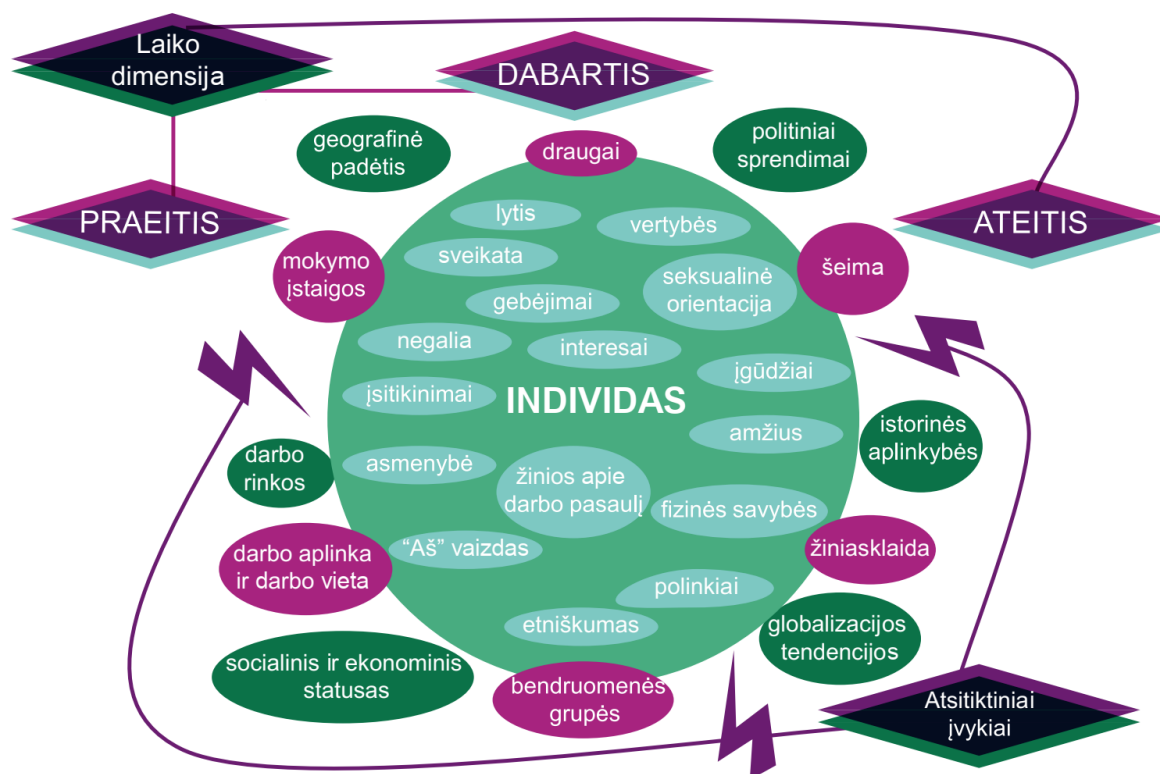 Laiko
dimensija
DABARTIS
PRAEITIS
ATEITIS
geografinė
padėtis
draugai
politiniai
sprendimai
mokymo
įstaigos
šeima
lytis
vertybės
sveikata
seksualinė
orientacija
gebėjimai
negalia
interesai
įgūdžiai
įsitikinimai
INDIVIDAS
amžius
istorinės
aplinkybės
darbo
rinkos
asmenybė
žinios apie
darbo pasaulį
fizinės savybės
“Aš” vaizdas
žiniasklaida
darbo aplinka
ir darbo vieta
polinkiai
etniškumas
globalizacijos
tendencijos
socialinis ir ekonominis
statusas
bendruomenės
grupės
Atsitiktiniai
įvykiai